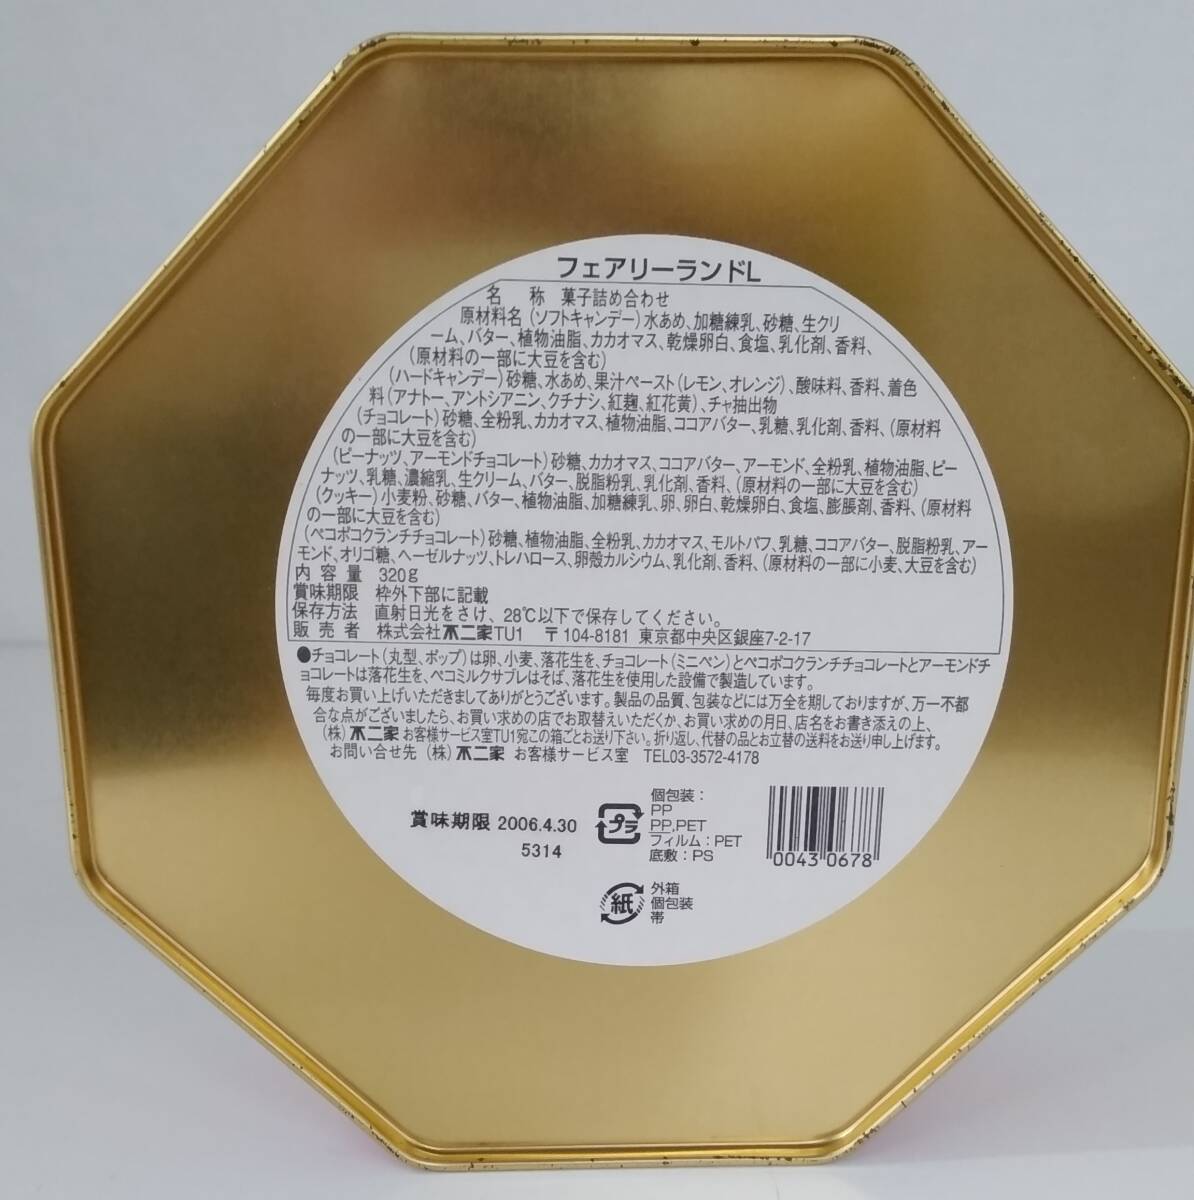 フェアリーランドL
名 称 菓子詰め合わせ
原材料名 (ソフトキャンデー)水あめ、加糖練乳、砂糖、生クリ
ーム、バター、植物油脂、カカオマス、乾燥卵白、食塩、乳化剤、香料、
(原材料の一部に大豆を含む)
(ハードキャンデー)砂糖、水あめ、果汁ペースト(レモン、オレンジ)、酸味料、香料、着色
料(アナトー、アントシアニン、クチナシ、紅麹、紅花黄)、チャ抽出物
(チョコレート)砂糖、全粉乳、カカオマス、植物油脂、ココアバター、乳糖、乳化剤、香料、(原材料
の一部に大豆を含む)
(ピーナッツ、アーモンドチョコレート)砂糖、カカオマス、ココアバター、アーモンド、全粉乳、植物油脂、ピー
ナッツ、乳糖、濃縮乳、生クリーム、バター、脱脂粉乳、乳化剤、香料、(原材料の一部に大豆を含む)
(クッキー)小麦粉、砂糖、バター、植物油脂、加糖練乳、卵、卵白、乾燥卵白、食塩、膨脹剤、香料、(原材料
の一部に大豆を含む)
(ペコポコクランチチョコレート)砂糖、植物油脂、全粉乳、カカオマス、モルトパフ、乳糖、ココアバター、脱脂粉乳、アー
モンド、オリゴ糖、ヘーゼルナッツ、トレハロース、卵殻カルシウム、乳化剤、香料、(原材料の一部に小麦、大豆を含む)
内 容 量 320g
賞味期限 枠外下部に記載
保存方法 直射日光をさけ、28℃以下で保存してください。
販 売 者 株式会社不二家TU1 〒104-8181 東京都中央区銀座7-2-17
●チョコレート(丸型、ポップ)は卵、小麦、落花生を、チョコレート(ミニペン)とペコポコクランチチョコレートとアーモンドチ
ョコレートは落花生を、ペコミルクサブレはそば、落花生を使用した設備で製造しています。
毎度お買い上げいただきましてありがとうございます。製品の品質、包装などには万全を期しておりますが、万一不都
合な点がございましたら、お買い求めの店でお取替えいただくか、お買い求めの月日、店名をお書き添えの上、
(株)不二家お客様サービス室TU1宛この箱ごとお送り下さい。折り返し、代替の品とお立替の送料をお送り申し上げます。
お問い合せ先 (株)不二家 お客様サービス室 TEL03-3572-4178
賞味期限 2006.4.30
5314
プラ
個包装:
PP
PP,PET
フィルム:PET
底敷:PS
0043 0678
紙
外箱
個包装
帯